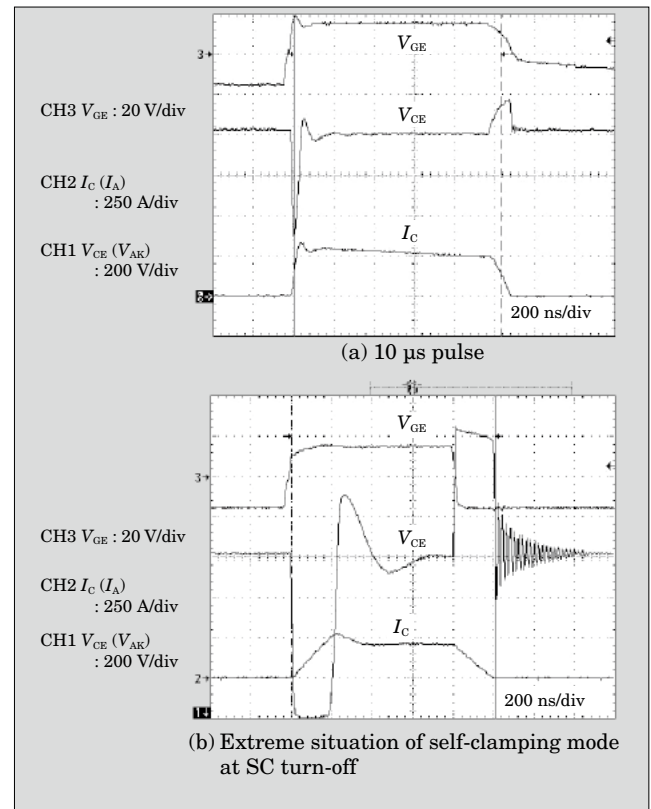 3
V_GE
CH3 V_GE : 20 V/div
V_CE
CH2 I_C (I_A)
: 250 A/div
I_C
CH1 V_CE (V_AK)
: 200 V/div
200 ns/div
(a) 10 µs pulse
V_GE
3
CH3 V_GE : 20 V/div
V_CE
CH2 I_C (I_A)
: 250 A/div
I_C
CH1 V_CE (V_AK)
: 200 V/div
2
200 ns/div
1
(b) Extreme situation of self-clamping mode
at SC turn-off